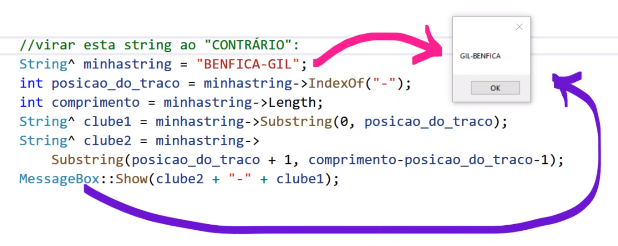 //virar esta string ao "CONTRÁRIO":
String^ minhastring = "BENFICA-GIL";
int posicao_do_traco = minhastring->IndexOf("-");
int comprimento = minhastring->Length;
String^ clube1 = minhastring->Substring(0, posicao_do_traco);
String^ clube2 = minhastring->
Substring(posicao_do_traco + 1, comprimento-posicao_do_traco-1);
MessageBox::Show(clube2 + "-" + clube1);
GIL-BENFICA
OK